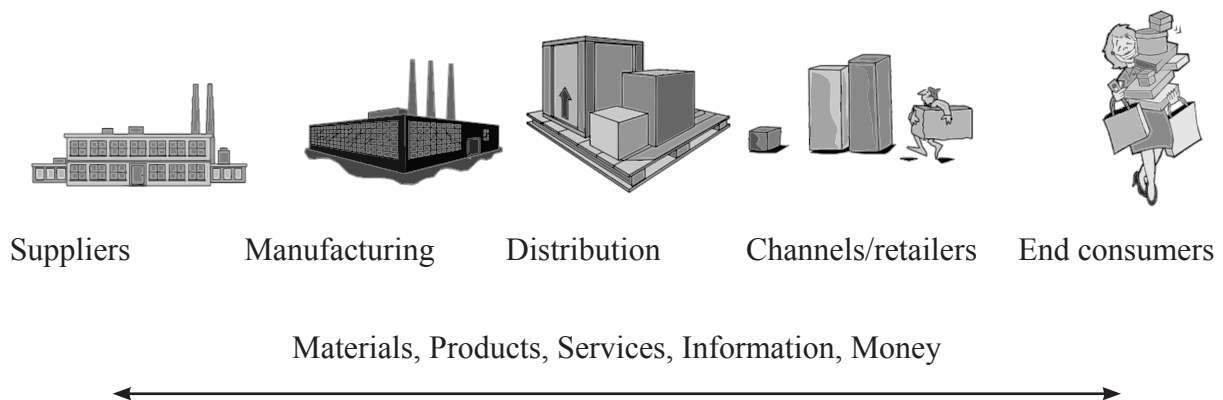 Suppliers Manufacturing Distribution Channels/retailers End consumers
Materials, Products, Services, Information, Money